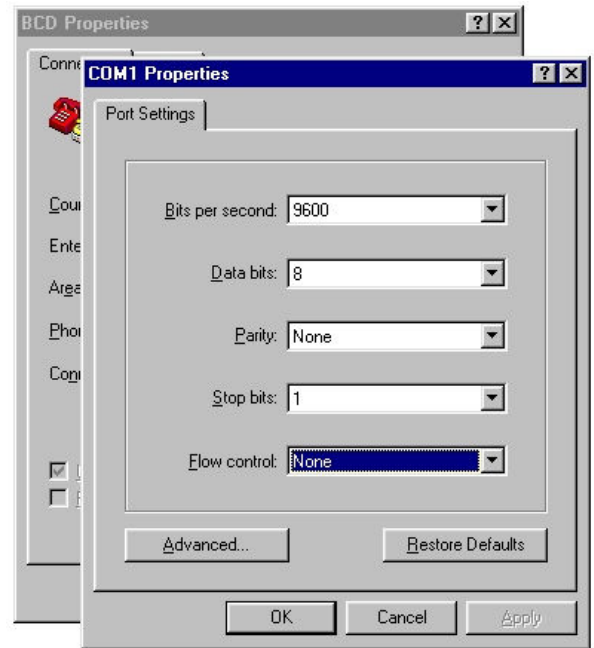 BCD Properties
COM1 Properties
Port Settings
Bits per second: 9600
Data bits: 8
Parity: None
Stop bits: 1
Flow control: None
Advanced...
Restore Defaults
OK
Cancel
Apply